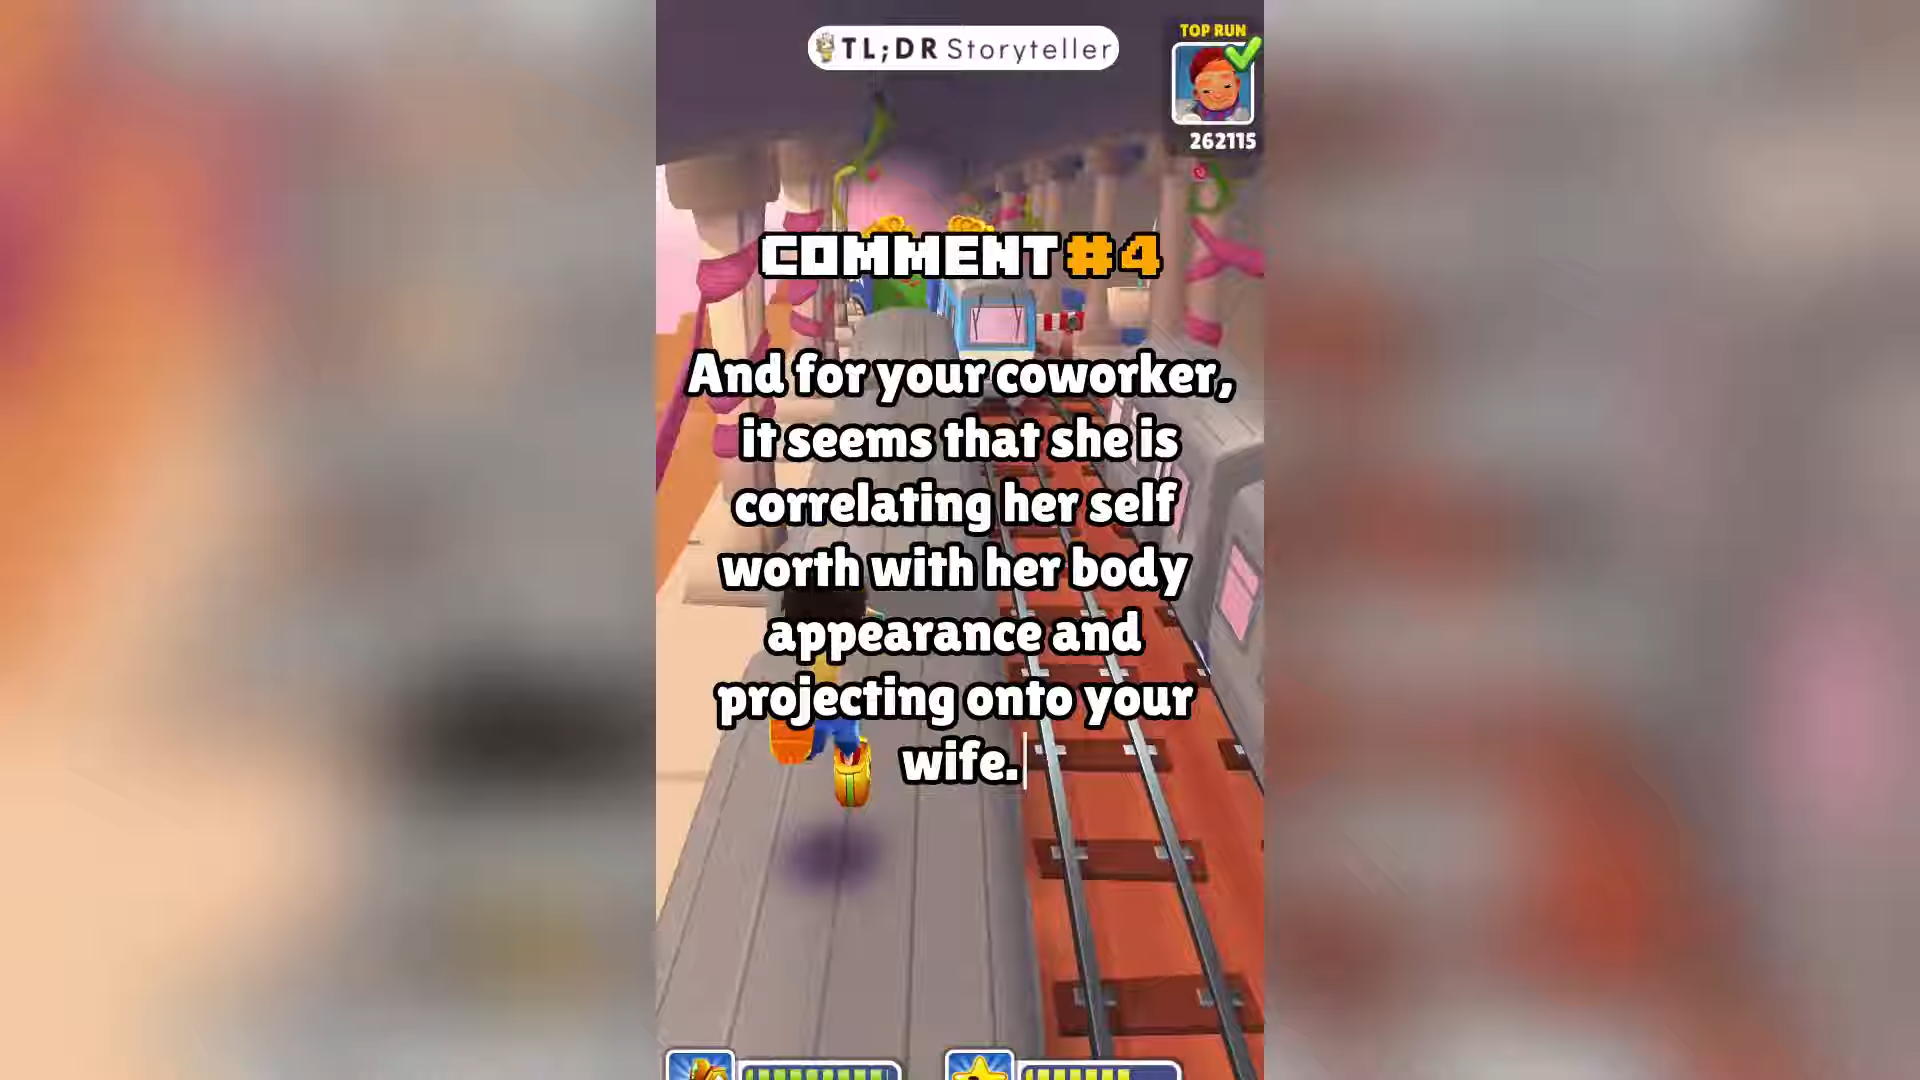 TL;DR Storyteller
TOP RUN
262115
COMMENT #4
And for your coworker,
it seems that she is
correlating her self
worth with her body
appearance and
projecting onto your
wife.